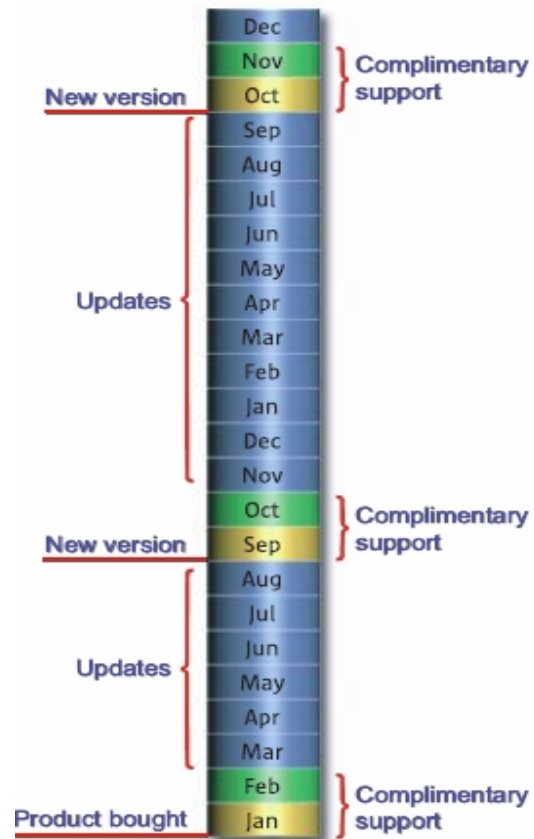 Dec
Nov
Complimentary
support
Oct
New version
Sep
Aug
Jul
Jun
May
Updates
Apr
Mar
Feb
Jan
Dec
Nov
Oct
Complimentary
support
Sep
New version
Aug
Jul
Jun
Updates
May
Apr
Mar
Feb
Complimentary
support
Product bought
Jan